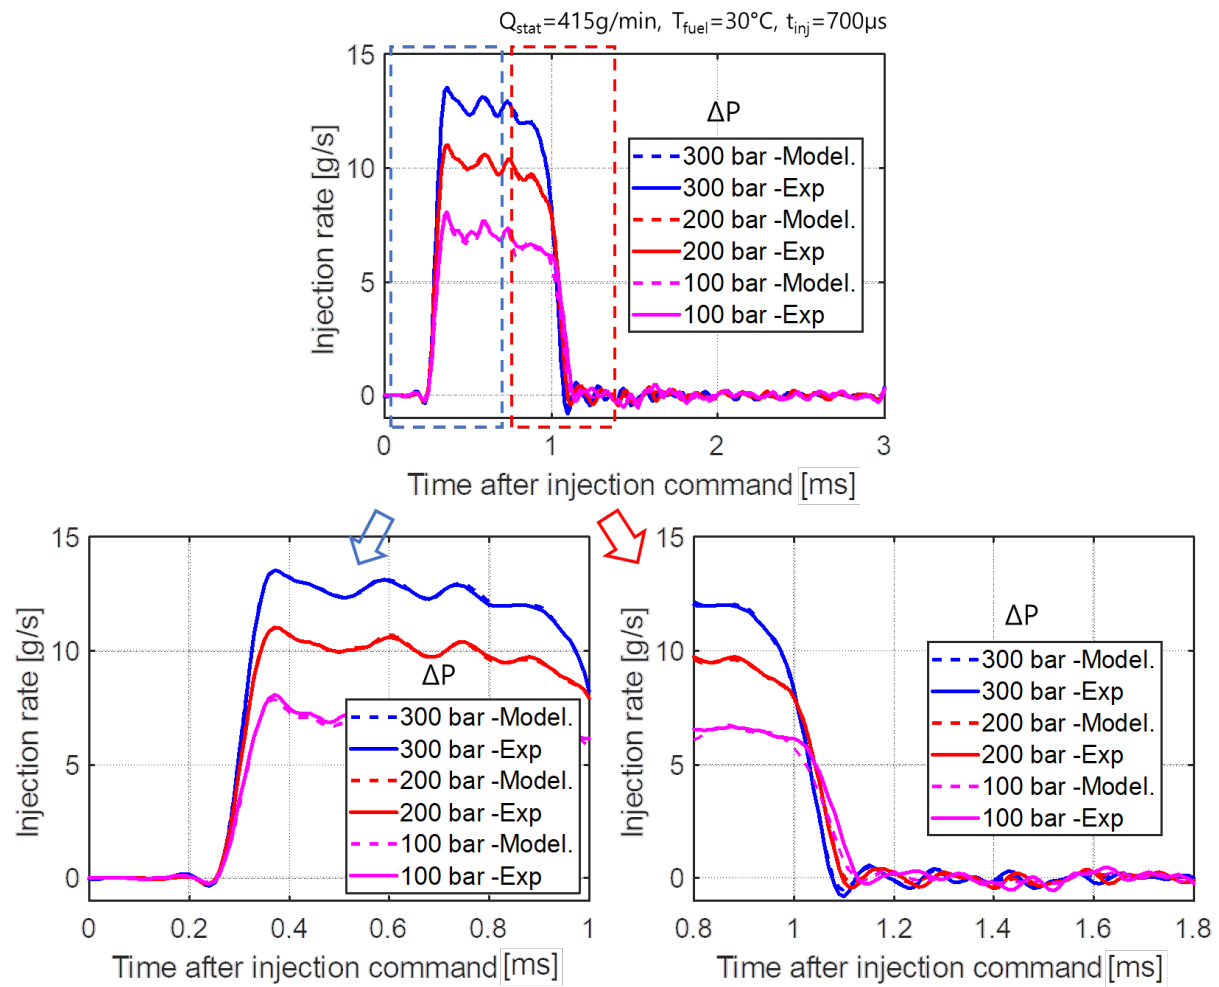 Qstat=415g/min, Tfuel=30°C, tinj=700μs
15
10
5
0
Injection rate [g/s]
ΔP
300 bar -Model.
300 bar -Exp
200 bar -Model.
200 bar -Exp
100 bar -Model.
100 bar -Exp
0 1 2 3
Time after injection command [ms]
15
10
5
0
Injection rate [g/s]
ΔP
300 bar -Model.
300 bar -Exp
200 bar -Model.
200 bar -Exp
100 bar -Model.
100 bar -Exp
0 0.2 0.4 0.6 0.8 1
Time after injection command [ms]
15
10
5
0
Injection rate [g/s]
ΔP
300 bar -Model.
300 bar -Exp
200 bar -Model.
200 bar -Exp
100 bar -Model.
100 bar -Exp
0.8 1 1.2 1.4 1.6 1.8
Time after injection command [ms]